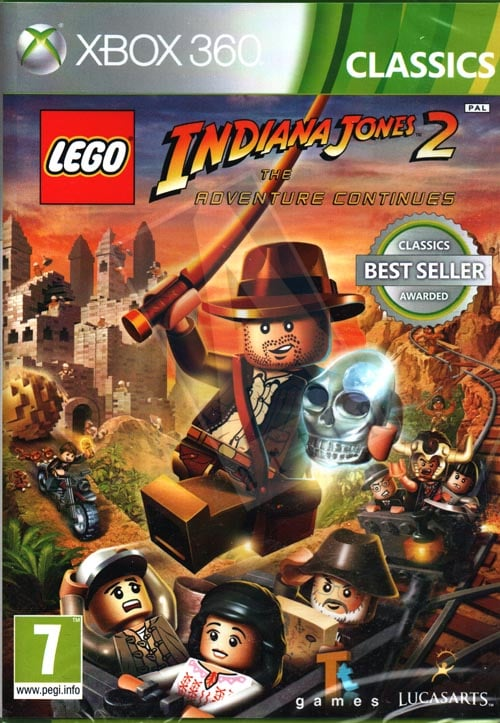 XBOX 360
CLASSICS
PAL
LEGO
INDIANA JONES 2
THE
ADVENTURE CONTINUES
CLASSICS
BEST SELLER
AWARDED
7
www.pegi.info
Tt
games
LUCASARTS